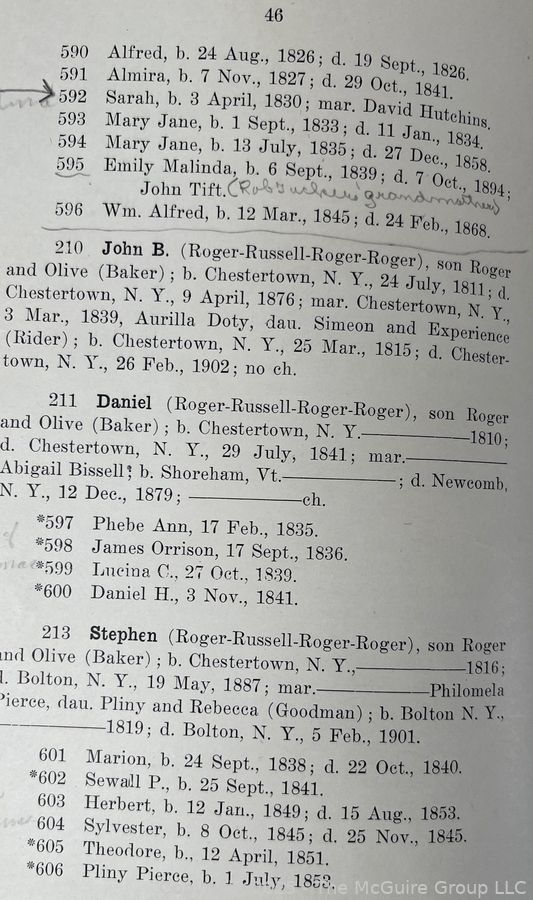 46
590 Alfred, b. 24 Aug., 1826; d. 19 Sept., 1826.
591 Almira, b. 7 Nov., 1827; d. 29 Oct., 1841.
592 Sarah, b. 3 April, 1830; mar. David Hutchins.
593 Mary Jane, b. 1 Sept., 1833; d. 11 Jan., 1834.
594 Mary Jane, b. 13 July, 1835; d. 27 Dec., 1858.
595 Emily Malinda, b. 6 Sept., 1839; d. 7 Oct., 1894;
John Tift. (Rob Tucker's grandmother)
596 Wm. Alfred, b. 12 Mar., 1845; d. 24 Feb., 1868.
210 John B. (Roger-Russell-Roger-Roger), son Roger
and Olive (Baker); b. Chestertown, N. Y., 24 July, 1811; d.
Chestertown, N. Y., 9 April, 1876; mar. Chestertown, N. Y.,
3 Mar., 1839, Aurilla Doty, dau. Simeon and Experience
(Rider); b. Chestertown, N. Y., 25 Mar., 1815; d. Chester-
town, N. Y., 26 Feb., 1902; no ch.
211 Daniel (Roger-Russell-Roger-Roger), son Roger
and Olive (Baker); b. Chestertown, N. Y.————1810;
d. Chestertown, N. Y., 29 July, 1841; mar.————
Abigail Bissell; b. Shoreham, Vt.————; d. Newcomb,
N. Y., 12 Dec., 1879; ————ch.
*597 Phebe Ann, 17 Feb., 1835.
*598 James Orrison, 17 Sept., 1836.
*599 Lucina C., 27 Oct., 1839.
*600 Daniel H., 3 Nov., 1841.
213 Stephen (Roger-Russell-Roger-Roger), son Roger
and Olive (Baker); b. Chestertown, N. Y.,————1816;
d. Bolton, N. Y., 19 May, 1887; mar.————Philomela
Pierce, dau. Pliny and Rebecca (Goodman); b. Bolton N. Y.,
————1819; d. Bolton, N. Y., 5 Feb., 1901.
601 Marion, b. 24 Sept., 1838; d. 22 Oct., 1840.
*602 Sewall P., b. 25 Sept., 1841.
603 Herbert, b. 12 Jan., 1849; d. 15 Aug., 1853.
604 Sylvester, b. 8 Oct., 1845; d. 25 Nov., 1845.
*605 Theodore, b., 12 April, 1851.
*606 Pliny Pierce, b. 1 July, 1853.
The McGuire Group LLC